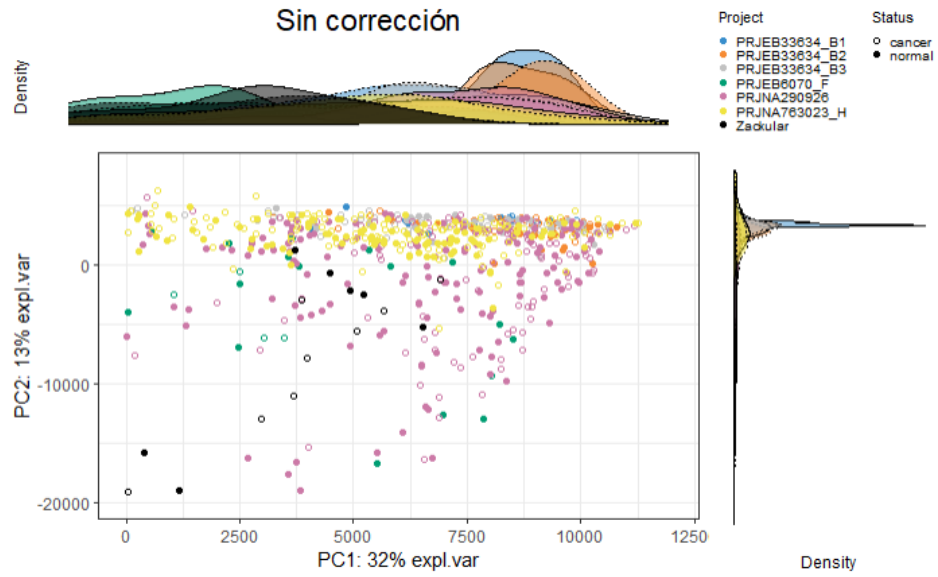 Sin corrección
Density
Project
PRJEB33634_B1
PRJEB33634_B2
PRJEB33634_B3
PRJEB6070_F
PRJNA290926
PRJNA763023_H
Zackular
Status
cancer
normal
PC2: 13% expl.var
0
-10000
-20000
0
2500
5000
7500
10000
12500
PC1: 32% expl.var
Density